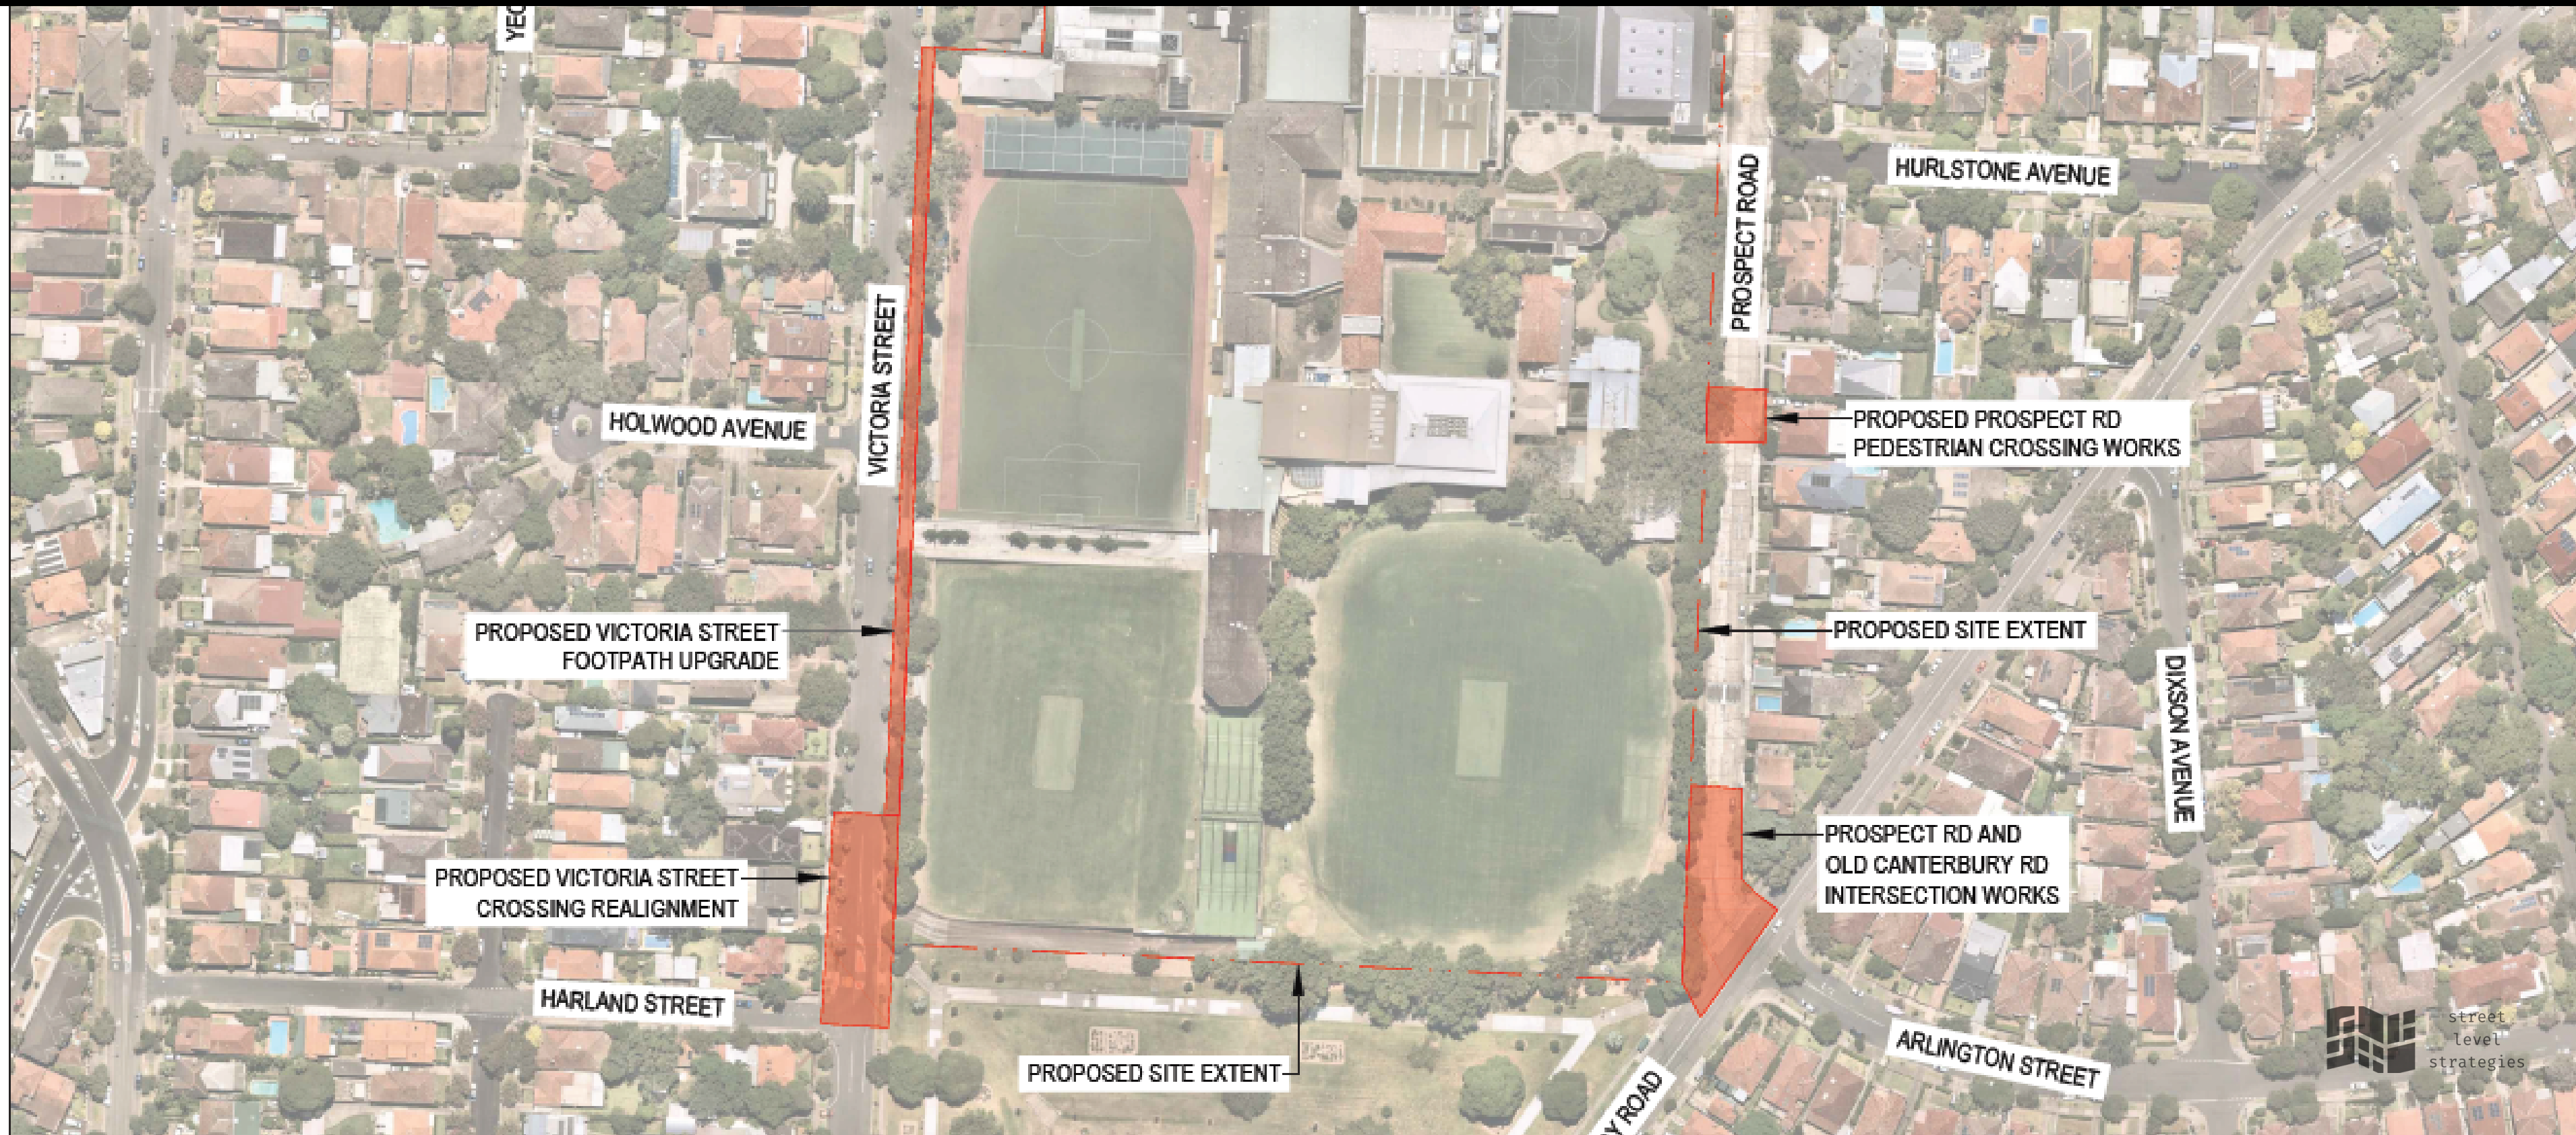 YEO
HURLSTONE AVENUE
PROSPECT ROAD
VICTORIA STREET
HOLWOOD AVENUE
PROPOSED PROSPECT RD
PEDESTRIAN CROSSING WORKS
PROPOSED VICTORIA STREET
FOOTPATH UPGRADE
PROPOSED SITE EXTENT
DIXSON AVENUE
PROSPECT RD AND
OLD CANTERBURY RD
INTERSECTION WORKS
PROPOSED VICTORIA STREET
CROSSING REALIGNMENT
HARLAND STREET
PROPOSED SITE EXTENT
ARLINGTON STREET
Y ROAD
street
level
strategies